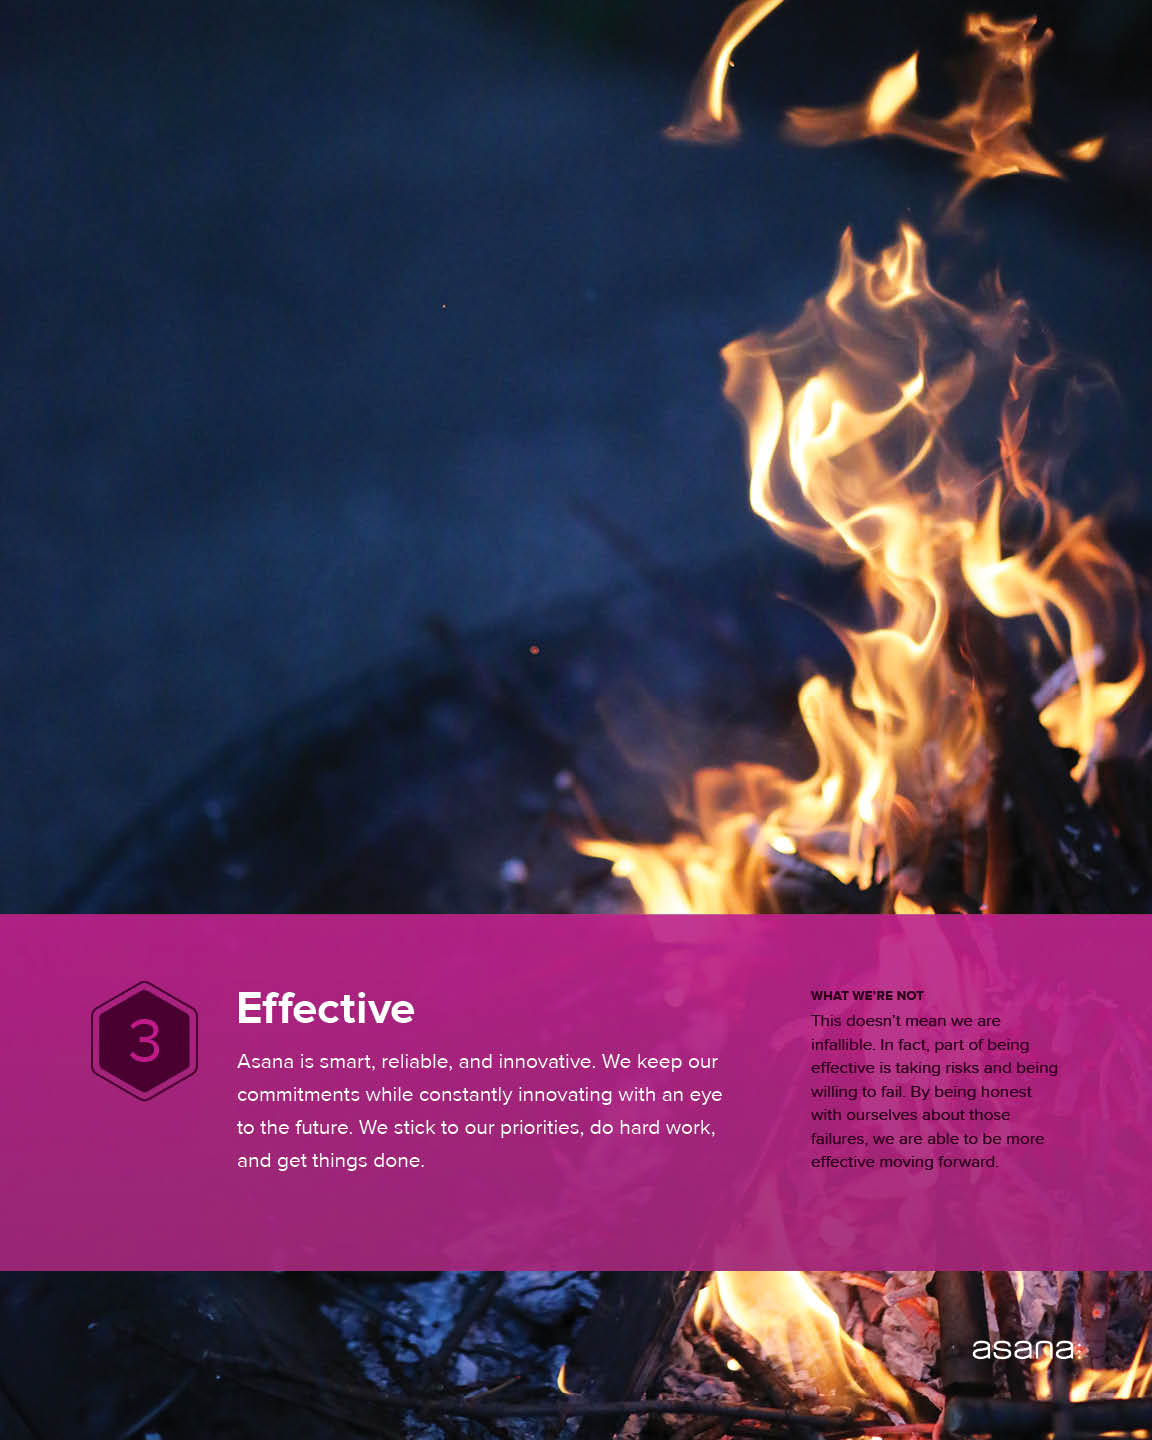 3
Effective
Asana is smart, reliable, and innovative. We keep our
commitments while constantly innovating with an eye
to the future. We stick to our priorities, do hard work,
and get things done.
WHAT WE'RE NOT
This doesn't mean we are
infallible. In fact, part of being
effective is taking risks and being
willing to fail. By being honest
with ourselves about those
failures, we are able to be more
effective moving forward.
asana: